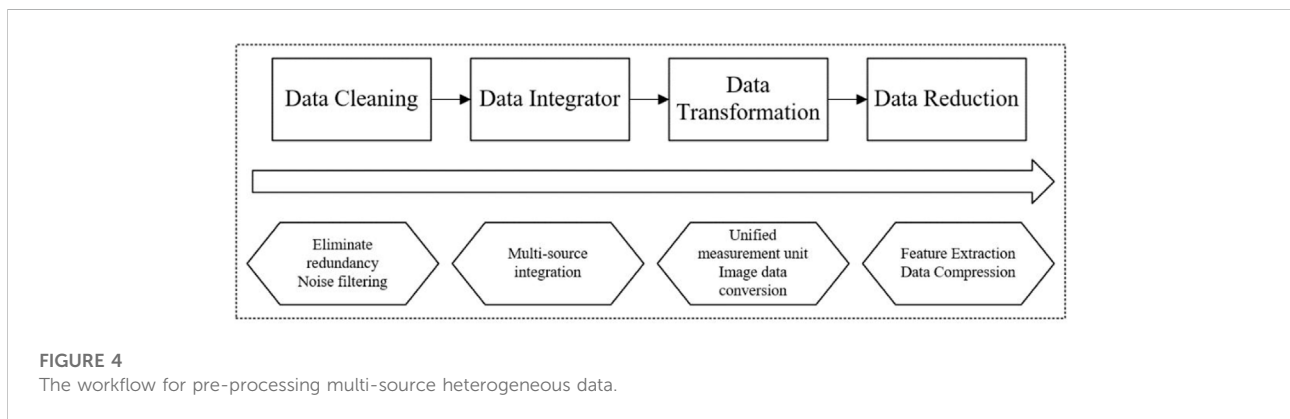 Data Cleaning
Data Integrator
Data
Transformation
Data Reduction
Eliminate
redundancy
Noise filtering
Multi-source
integration
Unified
measurement unit
Image data
conversion
Feature Extraction
Data Compression
FIGURE 4
The workflow for pre-processing multi-source heterogeneous data.